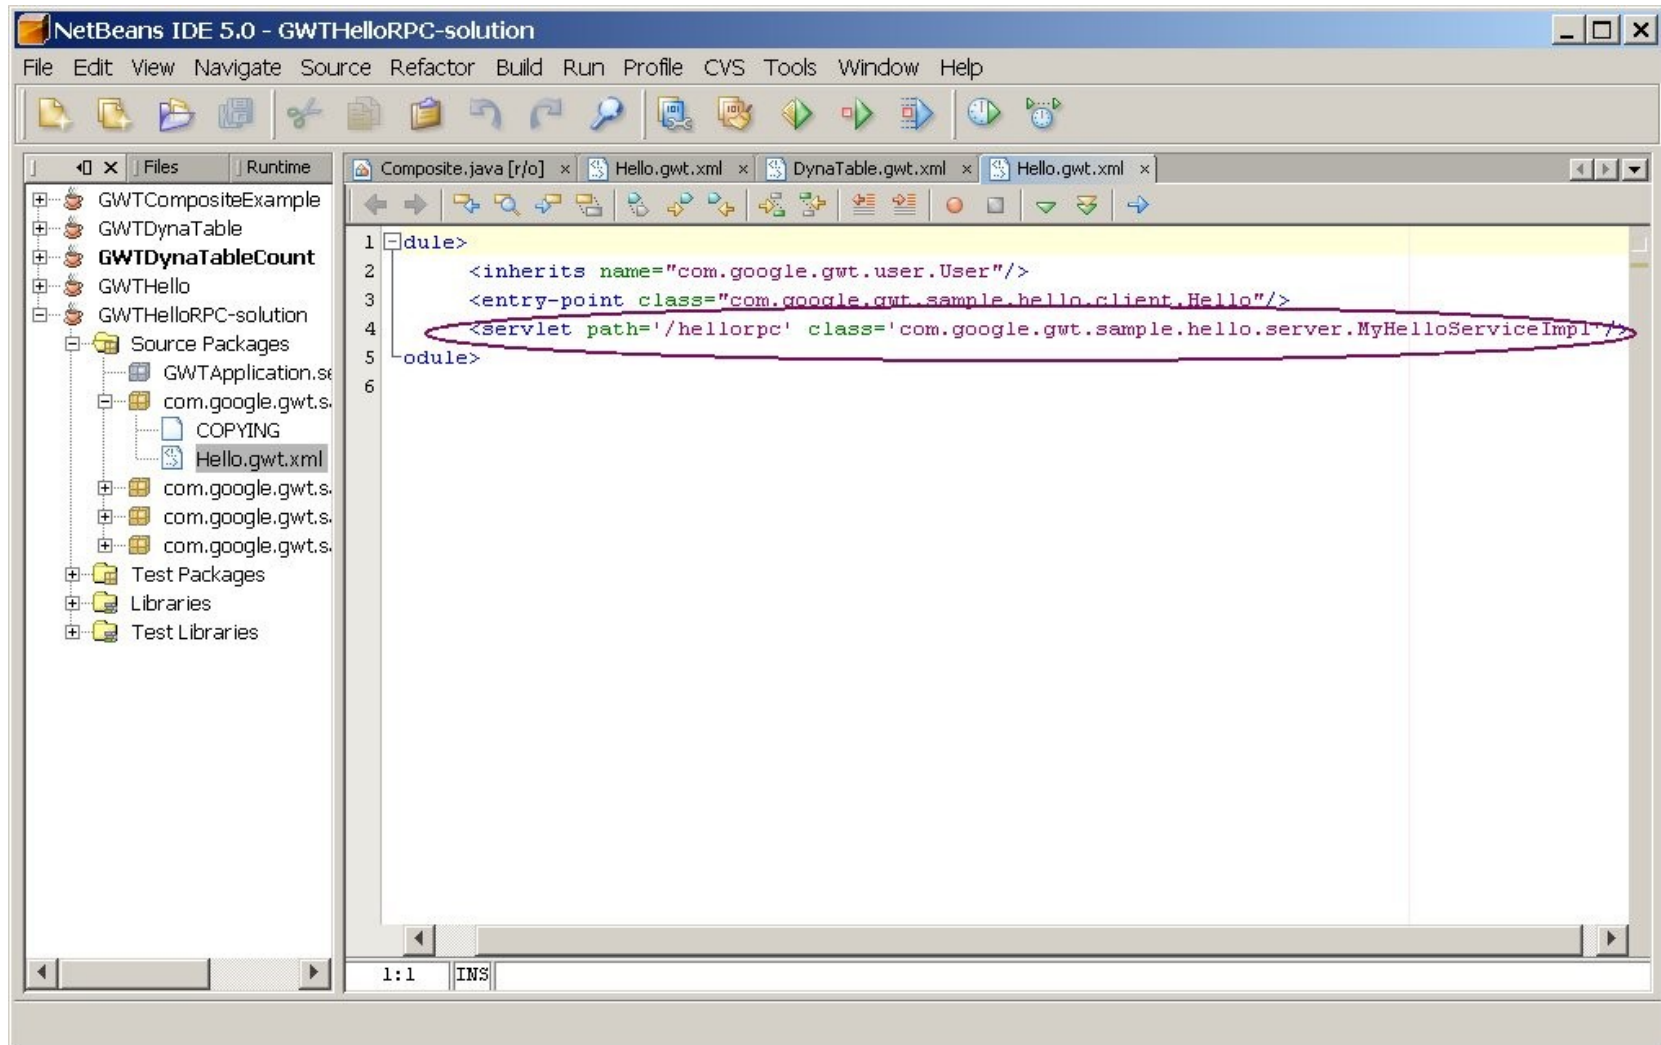 NetBeans IDE 5.0 - GWTHelloRPC-solution
File Edit View Navigate Source Refactor Build Run Profile CVS Tools Window Help
Files Runtime
Composite.java [r/o] Hello.gwt.xml DynaTable.gwt.xml Hello.gwt.xml
GWTCompositeExample
GWTDynaTable
GWTDynaTableCount
GWTHello
GWTHelloRPC-solution
Source Packages
GWTApplication.se
com.google.gwt.sa
COPYING
Hello.gwt.xml
com.google.gwt.sa
com.google.gwt.sa
com.google.gwt.sa
Test Packages
Libraries
Test Libraries
1 dule>
2 <inherits name="com.google.gwt.user.User"/>
3 <entry-point class="com.google.gwt.sample.hello.client.Hello"/>
4 <servlet path='/hellorpc' class='com.google.gwt.sample.hello.server.MyHelloServiceImpl'/>
5 odule>
6
1:1 INS